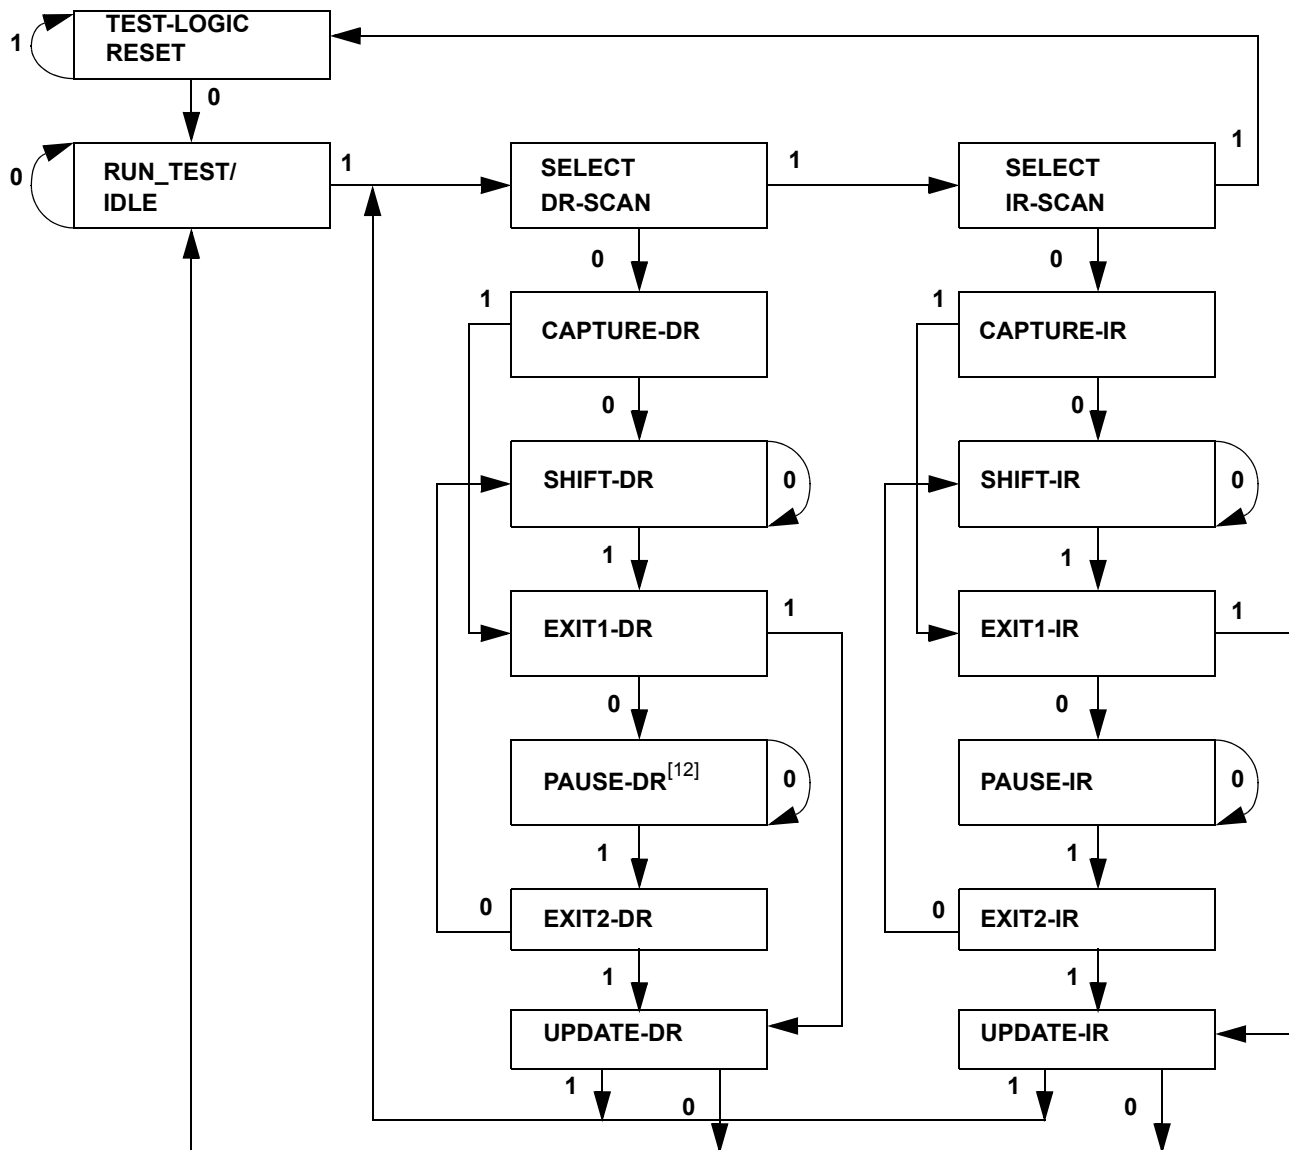 TEST-LOGIC
RESET
1
0
RUN_TEST/
IDLE
0
1
SELECT
DR-SCAN
1
SELECT
IR-SCAN
1
0
0
1
CAPTURE-DR
1
CAPTURE-IR
0
0
SHIFT-DR
0
SHIFT-IR
0
1
1
EXIT1-DR
1
EXIT1-IR
1
0
0
PAUSE-DR[12]
0
PAUSE-IR
0
1
1
0
EXIT2-DR
0
EXIT2-IR
1
1
UPDATE-DR
UPDATE-IR
1
0
1
0